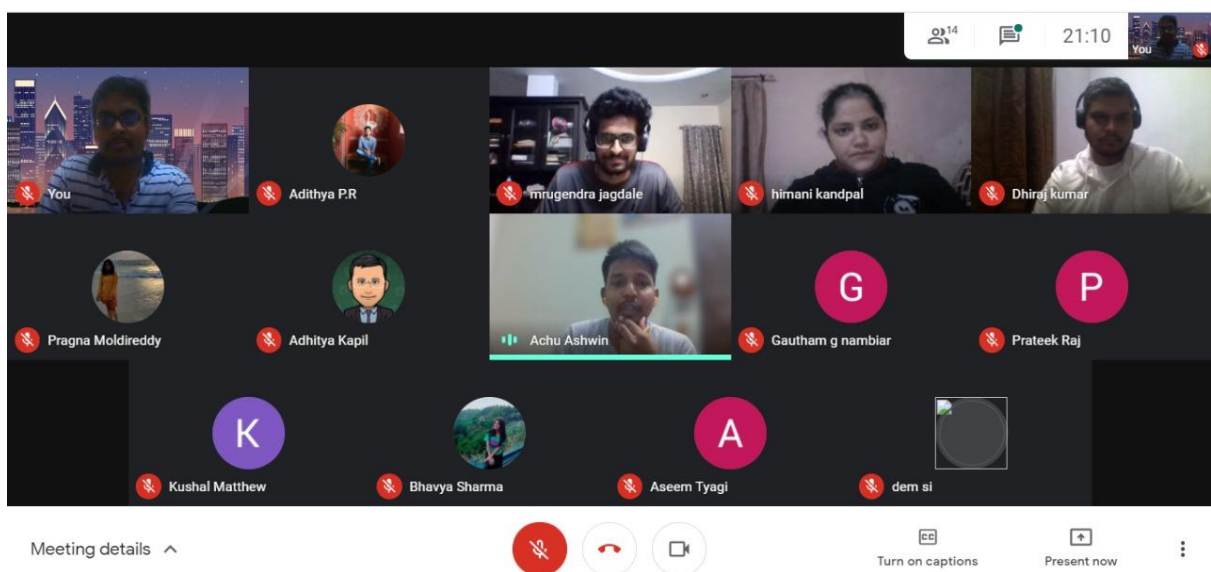 14
21:10
You
You
Adithya P.R
mrugendra jagdale
himani kandpal
Dhiraj kumar
Pragna Moldireddy
Adhitya Kapil
Achu Ashwin
G
Gautham g nambiar
P
Prateek Raj
K
Kushal Matthew
Bhavya Sharma
A
Aseem Tyagi
dem si
Meeting details
CC
Turn on captions
Present now